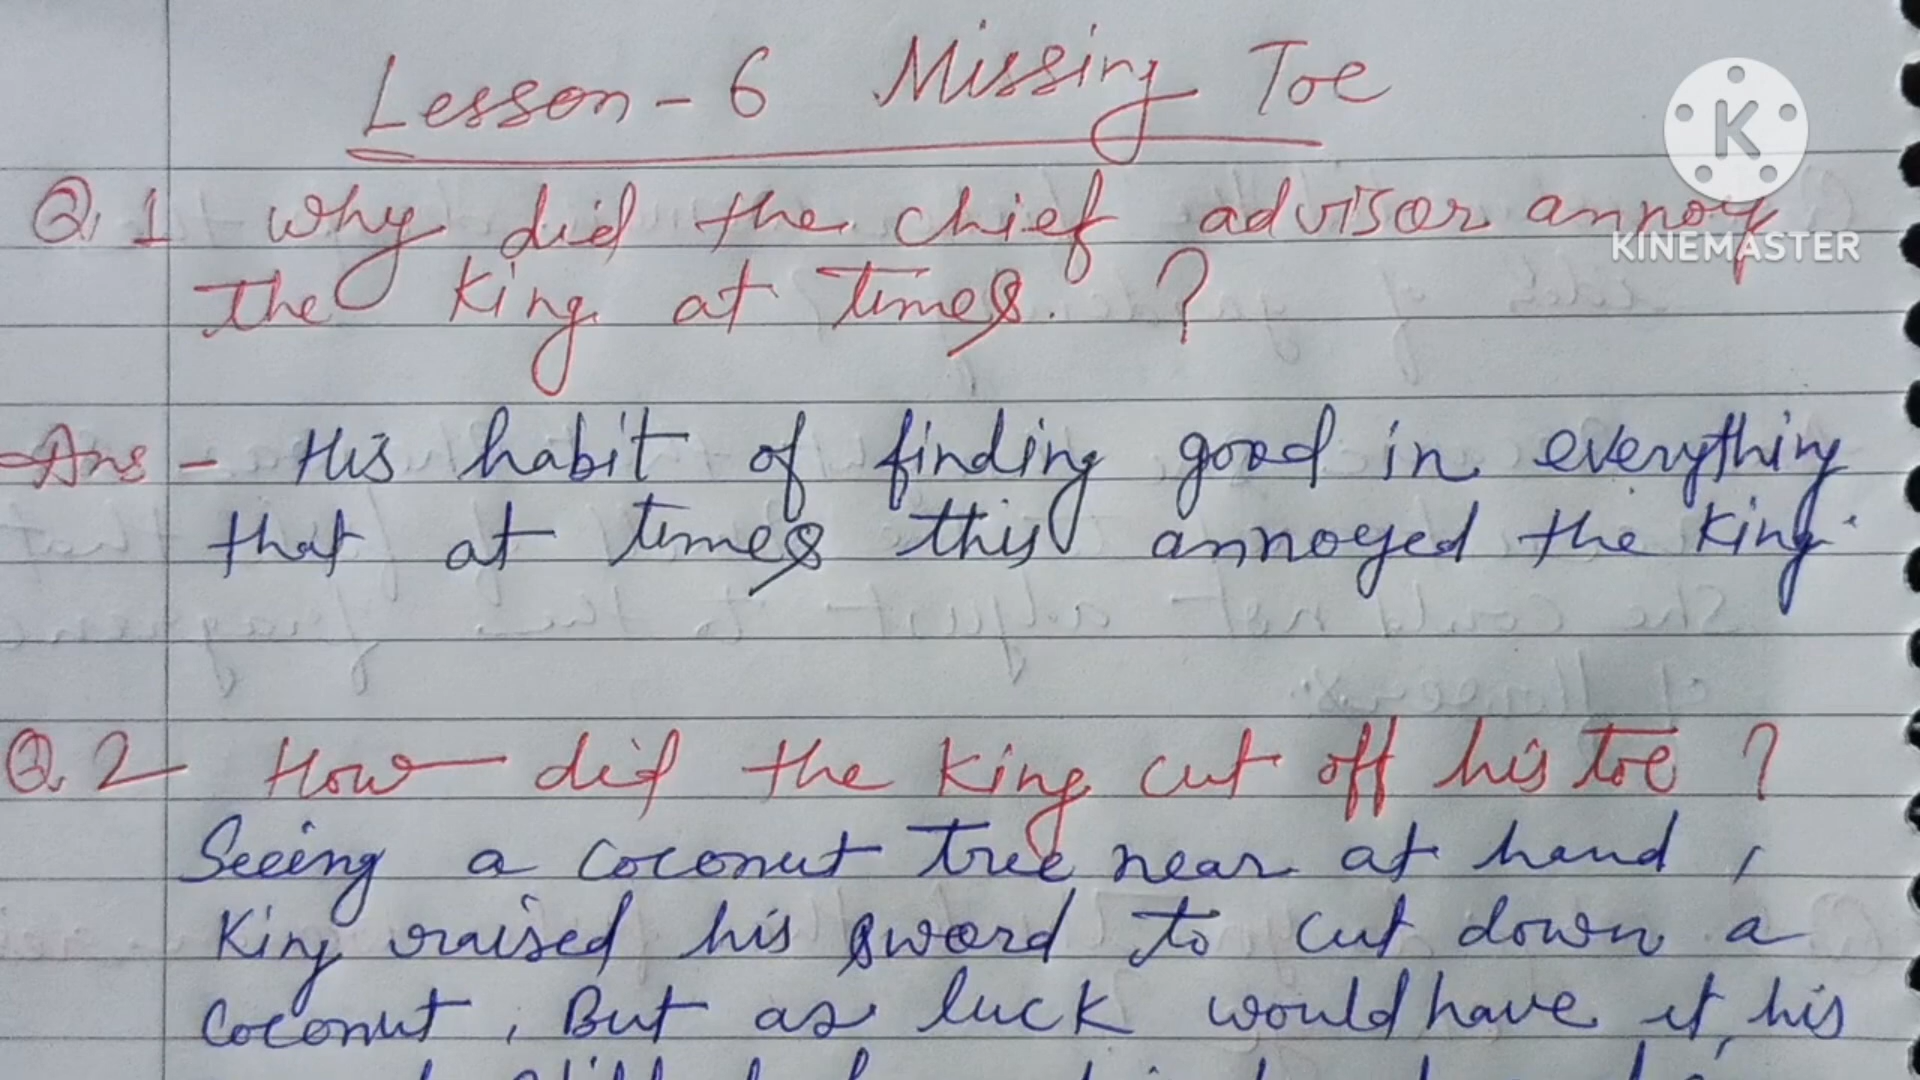 Lesson - 6 Missing Toe
K
KINEMASTER
Q. 1 Why did the chief advisor annoy
the King at times. ?
Ans - His habit of finding good in everything
that at times this annoyed the King.
Q. 2 How did the King cut off his toe ?
Seeing a coconut tree near at hand,
King raised his sword to cut down a
coconut, But as luck would have it, his